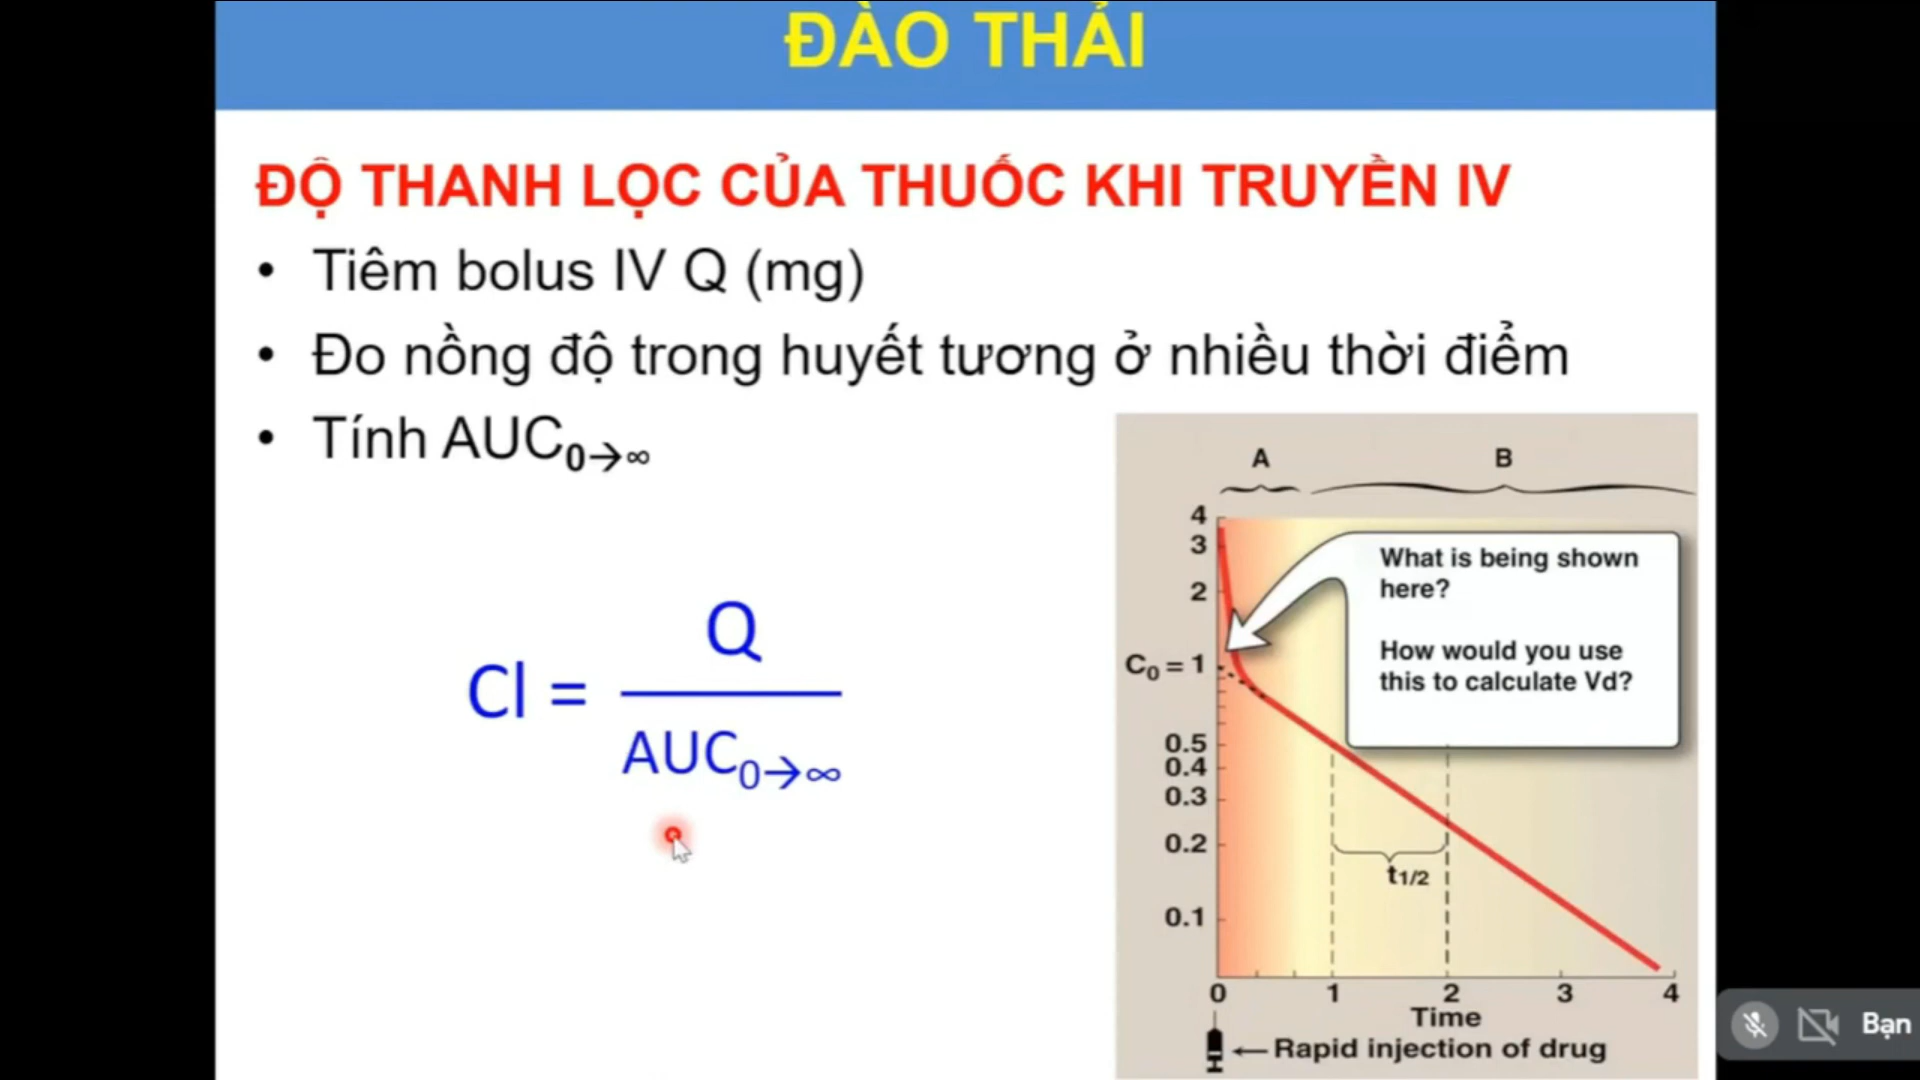 ĐÀO THẢI
ĐỘ THANH LỌC CỦA THUỐC KHI TRUYỀN IV
• Tiêm bolus IV Q (mg)
• Đo nồng độ trong huyết tương ở nhiều thời điểm
• Tính AUC0→∞
Cl = Q / AUC0→∞
A B
4
3
2
C0 = 1
0.5
0.4
0.3
0.2
0.1
What is being shown
here?
How would you use
this to calculate Vd?
t1/2
0 1 2 3 4
Time
←Rapid injection of drug
Bạn